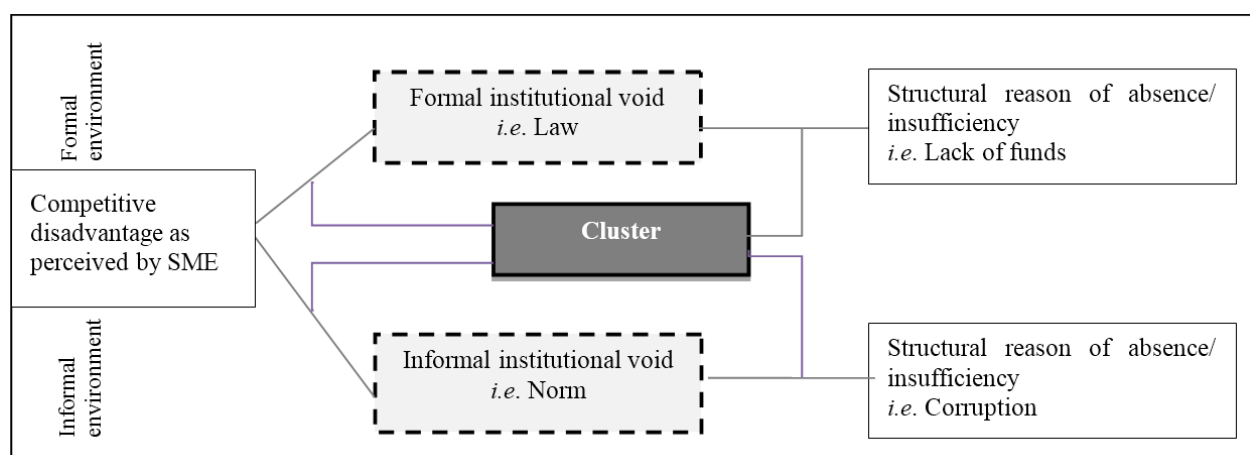 Formal
environment
Formal institutional void
i.e. Law
Structural reason of absence/
insufficiency
i.e. Lack of funds
Competitive
disadvantage as
perceived by SME
Cluster
Informal
environment
Informal institutional void
i.e. Norm
Structural reason of absence/
insufficiency
i.e. Corruption